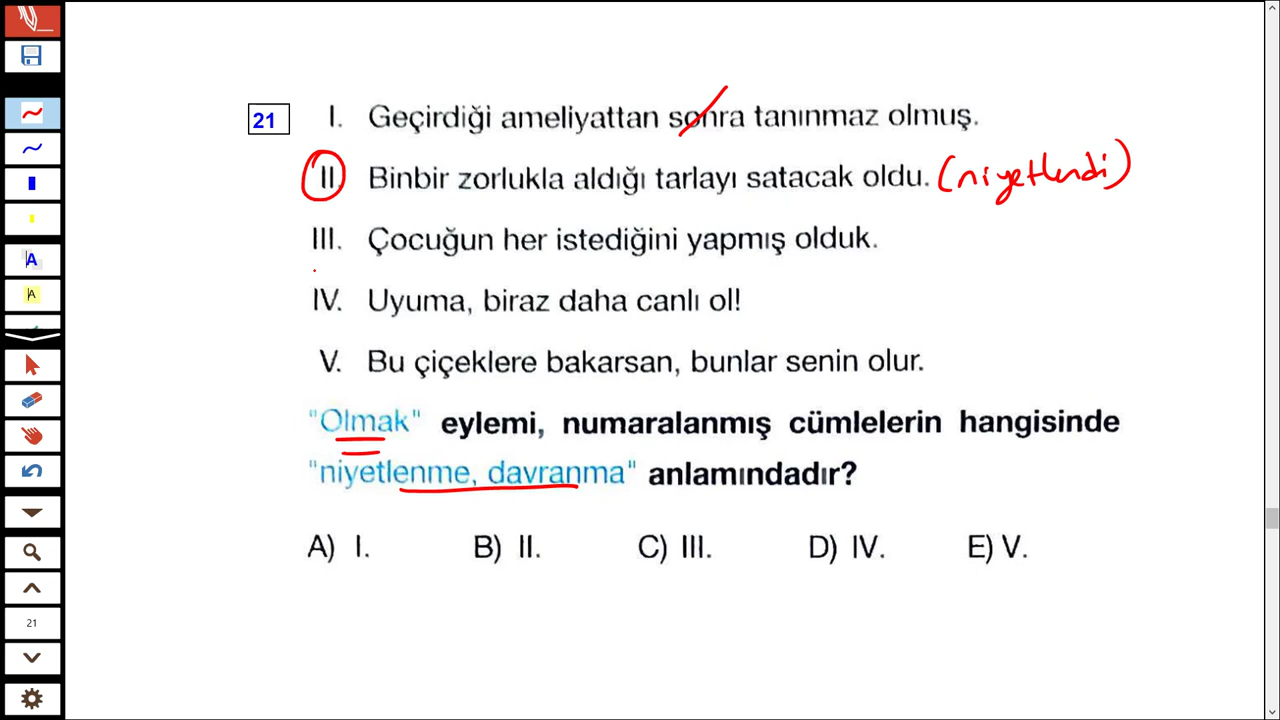 21 I. Geçirdiği ameliyattan sonra tanınmaz olmuş.
II. Binbir zorlukla aldığı tarlayı satacak oldu. (niyetlendi)
III. Çocuğun her istediğini yapmış olduk.
IV. Uyuma, biraz daha canlı ol!
V. Bu çiçeklere bakarsan, bunlar senin olur.
"Olmak" eylemi, numaralanmış cümlelerin hangisinde
"niyetlenme, davranma" anlamındadır?
A) I. B) II. C) III. D) IV. E) V.
A
A
21